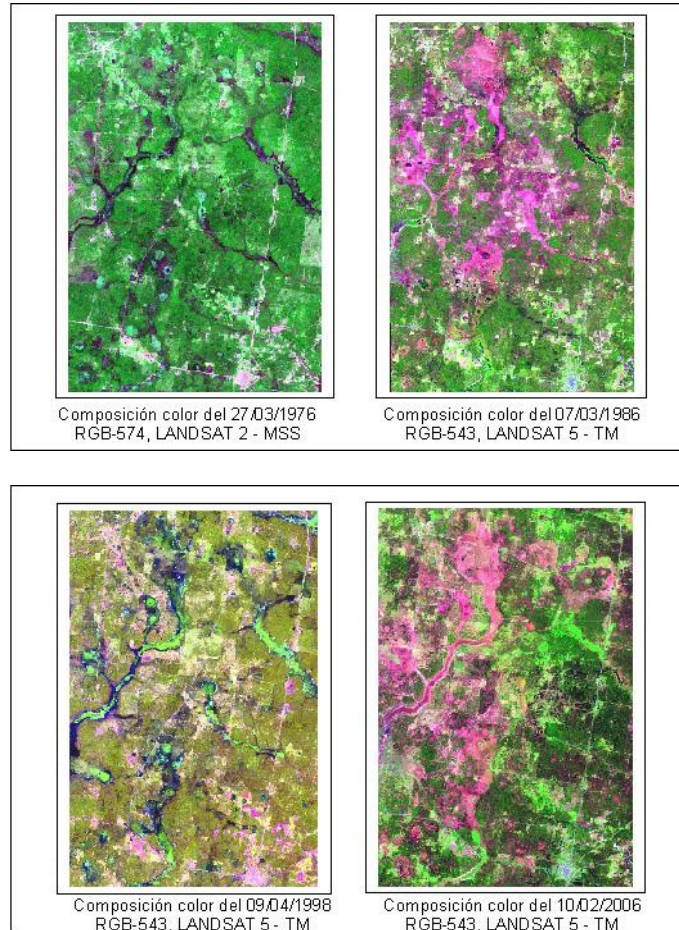 Composición color del 27/03/1976
RGB-574, LANDSAT 2 - MSS
Composición color del 07/03/1986
RGB-543, LANDSAT 5 - TM
Composición color del 09/04/1998
RGB-543, LANDSAT 5 - TM
Composición color del 10/02/2006
RGB-543, LANDSAT 5 - TM